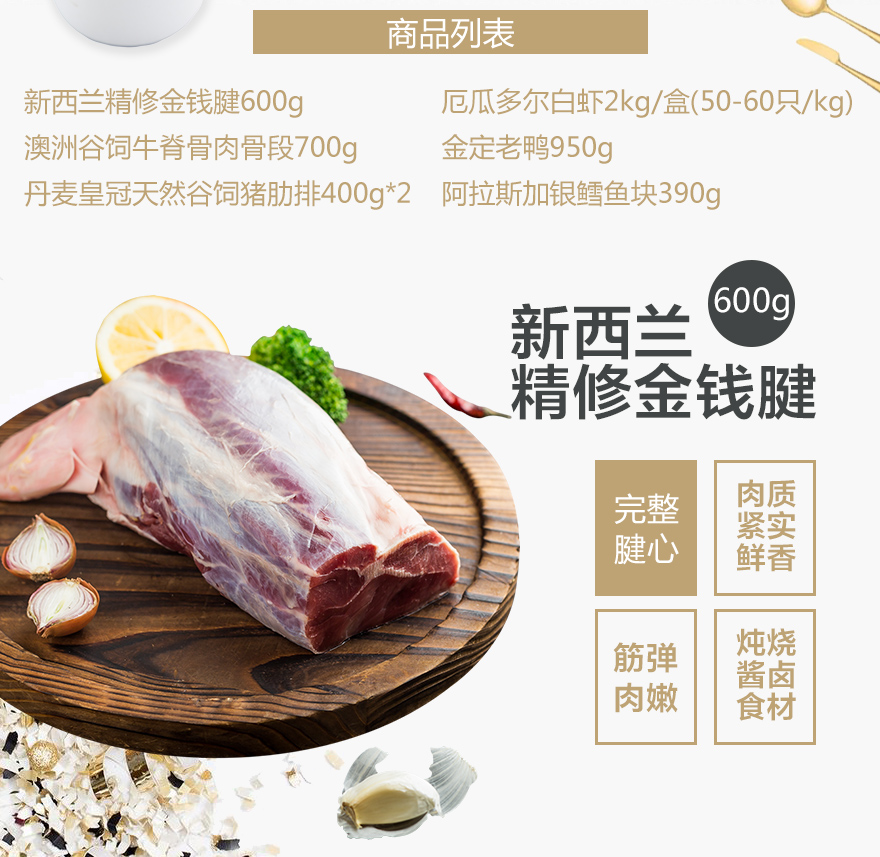 商品列表
新西兰精修金钱腱600g
澳洲谷饲牛脊骨肉骨段700g
丹麦皇冠天然谷饲猪肋排400g*2
厄瓜多尔白虾2kg/盒(50-60只/kg)
金定老鸭950g
阿拉斯加银鳕鱼块390g
600g
新西兰
精修金钱腱
完整
腱心
肉质
紧实
鲜香
筋弹
肉嫩
炖烧
酱卤
食材